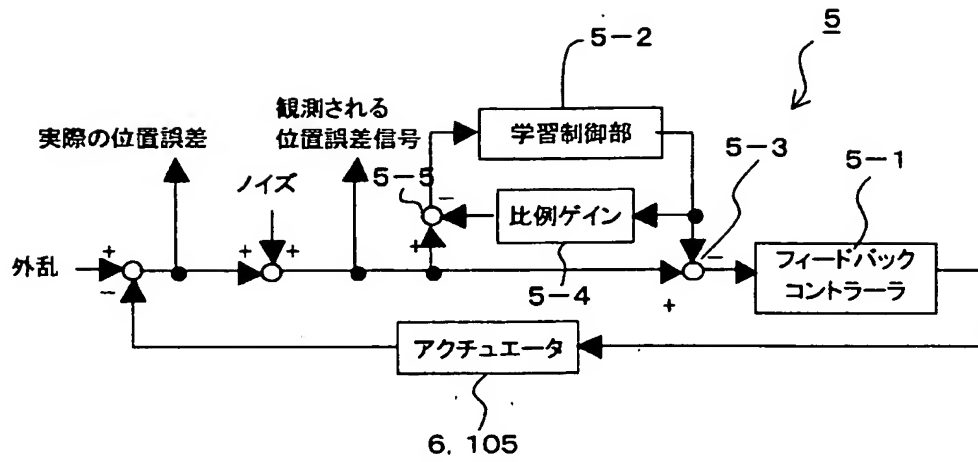 5
5-2
観測される
位置誤差信号
実際の位置誤差
学習制御部
5-3
ノイズ
5-5
5-1
比例ゲイン
-
+
+
+
+
外乱
-
-
5-4
+
フィードバック
コントラーラ
アクチュエータ
6, 105